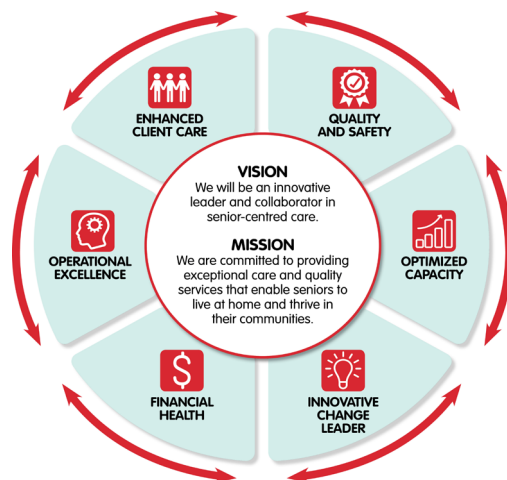 ENHANCED
CLIENT CARE
QUALITY
AND SAFETY
VISION
We will be an innovative
leader and collaborator in
senior-centred care.
MISSION
We are committed to providing
exceptional care and quality
services that enable seniors to
live at home and thrive in
their communities.
OPERATIONAL
EXCELLENCE
OPTIMIZED
CAPACITY
$
FINANCIAL
HEALTH
INNOVATIVE
CHANGE
LEADER